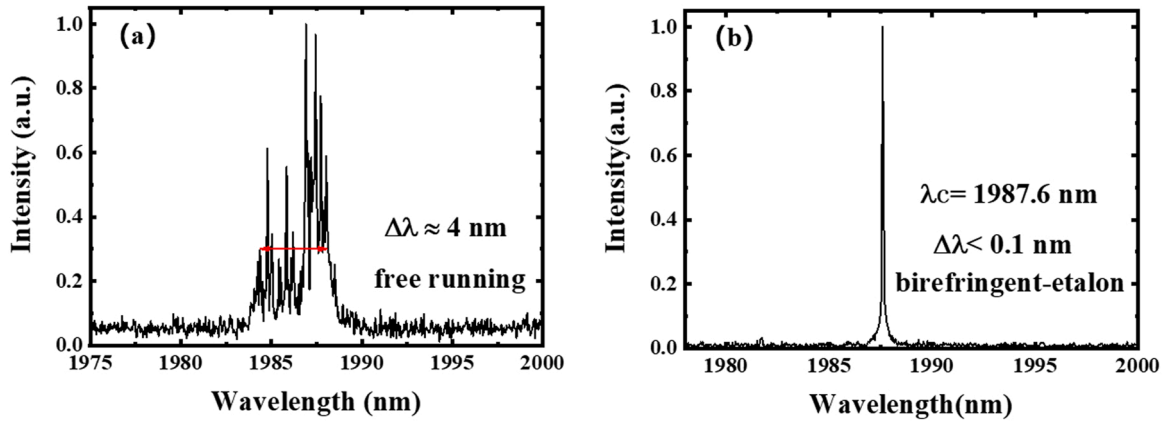 (a)
Intensity (a.u.)
1.0
0.8
0.6
0.4
0.2
0.0
Δλ ≈ 4 nm
free running
1975 1980 1985 1990 1995 2000
Wavelength (nm)
(b)
Intensity(a.u.)
1.0
0.8
0.6
0.4
0.2
0.0
λc= 1987.6 nm
Δλ< 0.1 nm
birefringent-etalon
1980 1985 1990 1995 2000
Wavelength(nm)